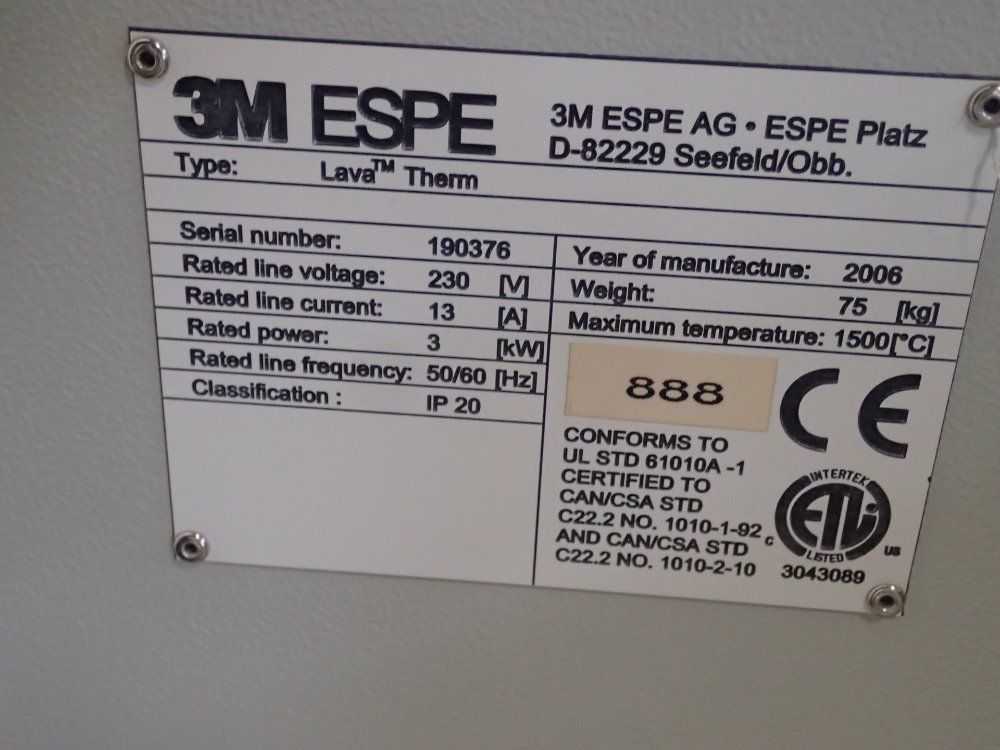 3M ESPE
3M ESPE AG • ESPE Platz
D-82229 Seefeld/Obb.
Type: Lava™ Therm
Serial number: 190376
Rated line voltage: 230 [V]
Rated line current: 13 [A]
Rated power: 3 [kW]
Rated line frequency: 50/60 [Hz]
Classification : IP 20
Year of manufacture: 2006
Weight: 75 [kg]
Maximum temperature: 1500[°C]
888
CE
CONFORMS TO
UL STD 61010A -1
CERTIFIED TO
CAN/CSA STD
C22.2 NO. 1010-1-92
AND CAN/CSA STD
C22.2 NO. 1010-2-10
INTERTEK
ETL
LISTED
c us
3043089